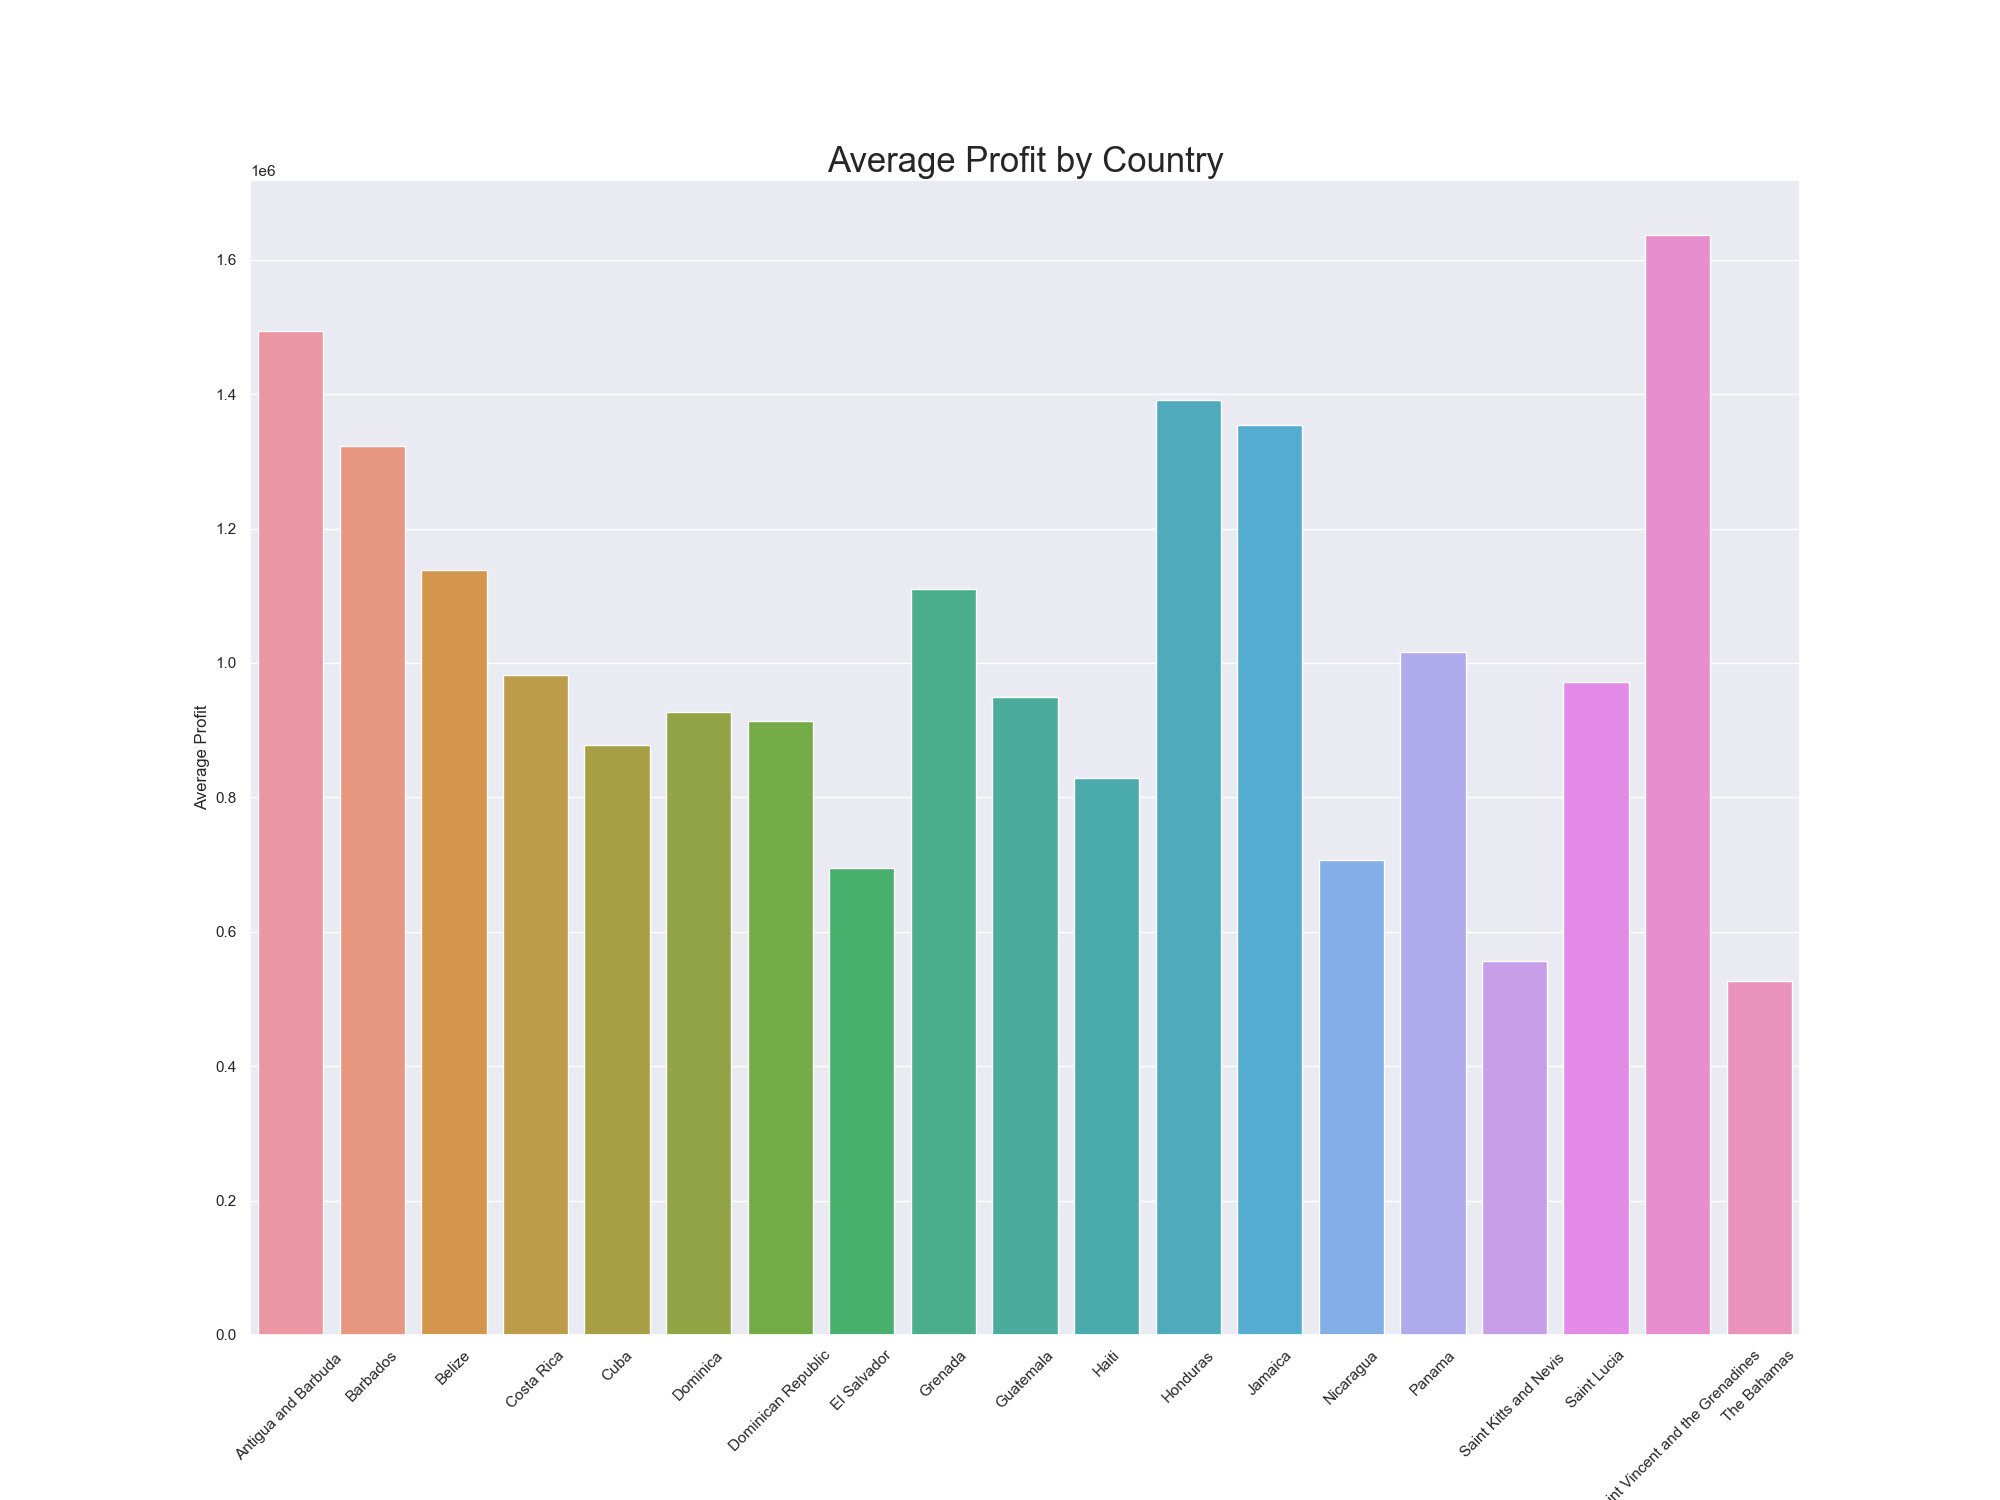 Average Profit by Country
1e6
1.6
1.4
1.2
1.0
0.8
0.6
0.4
0.2
0.0
Average Profit
Antigua and Barbuda
Barbados
Belize
Costa Rica
Cuba
Dominica
Dominican Republic
El Salvador
Grenada
Guatemala
Haiti
Honduras
Jamaica
Nicaragua
Panama
Saint Kitts and Nevis
Saint Lucia
Vincent and the Grenadines
The Bahamas